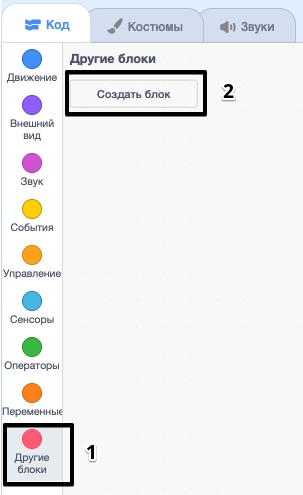 Код
Костюмы
Звуки
Движение
Внешний
вид
Звук
События
Управление
Сенсоры
Операторы
Переменные
Другие
блоки
1
Другие блоки
Создать блок
2